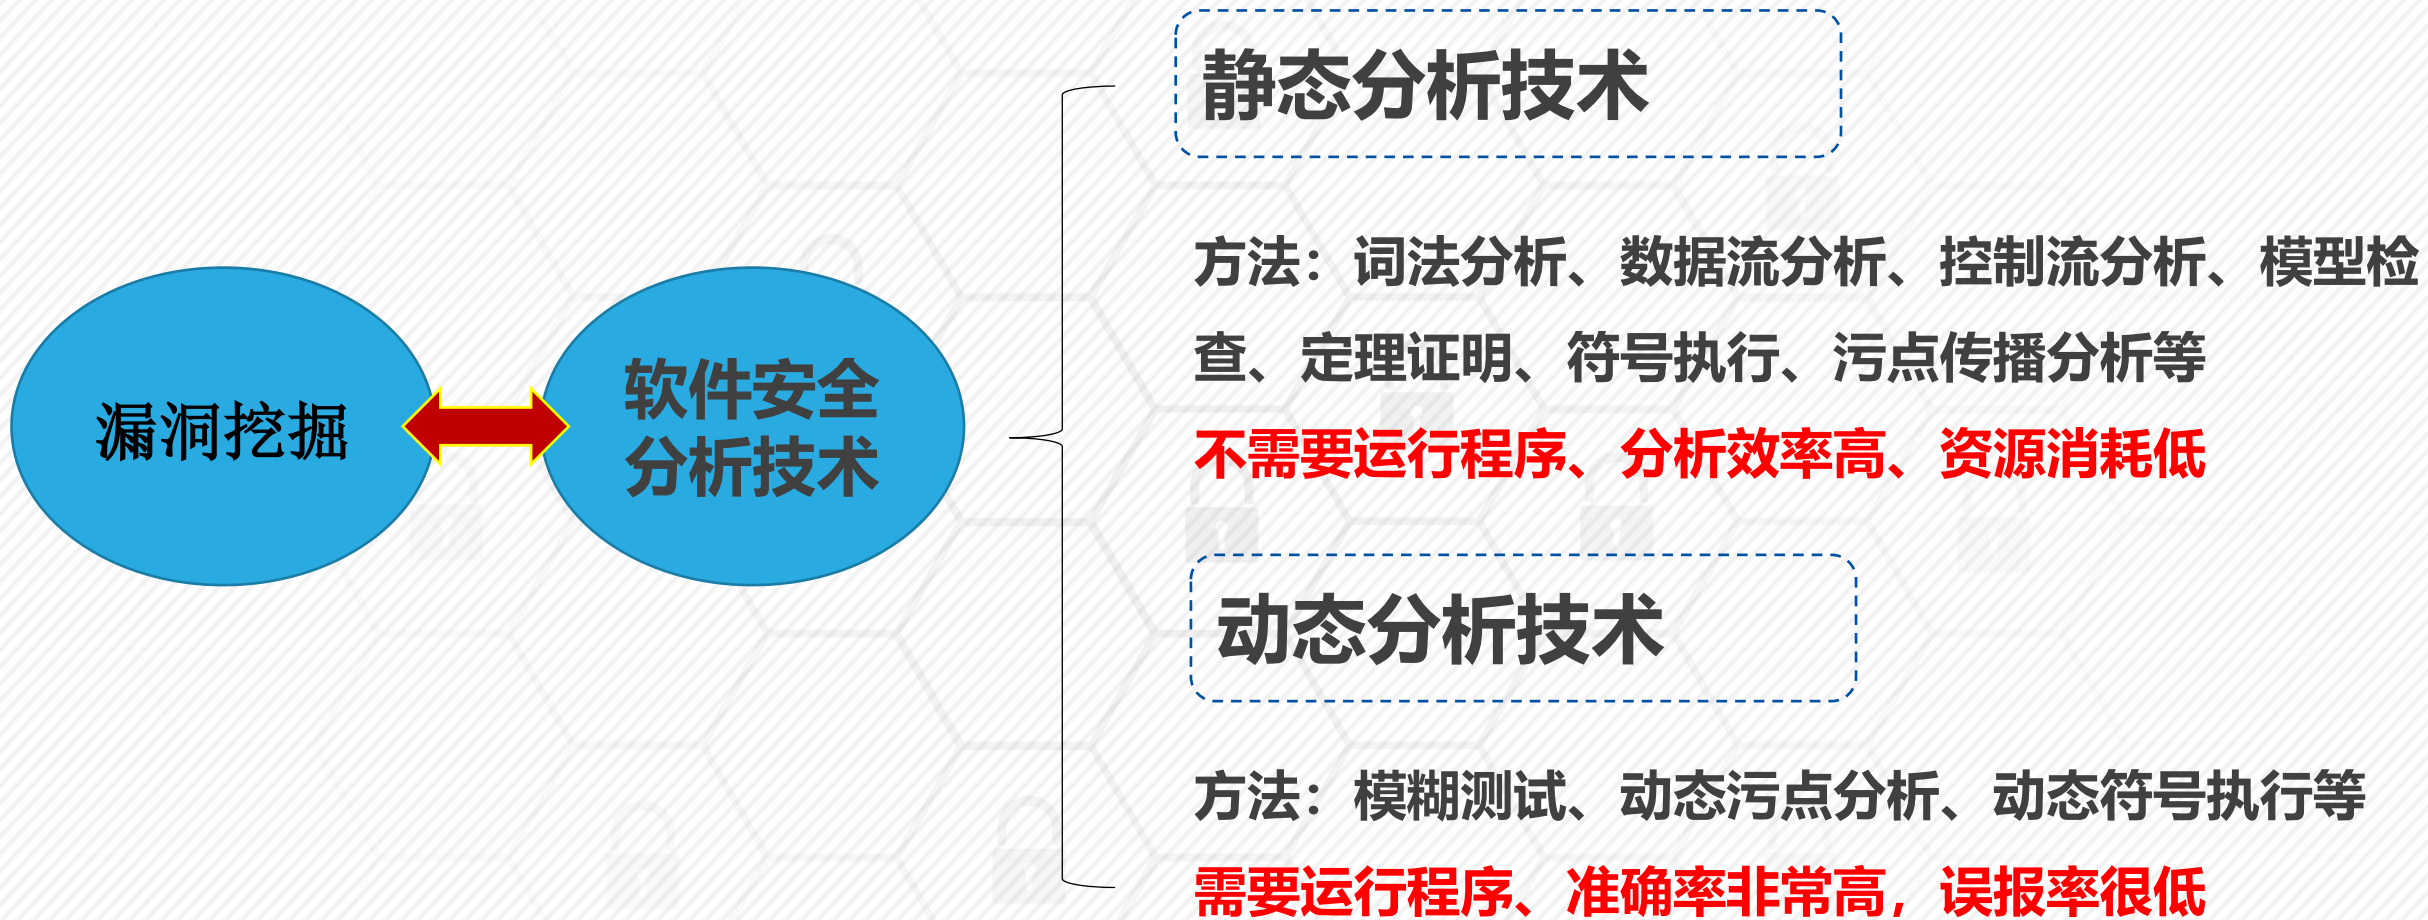 漏洞挖掘
软件安全
分析技术
静态分析技术
方法：词法分析、数据流分析、控制流分析、模型检
查、定理证明、符号执行、污点传播分析等
不需要运行程序、分析效率高、资源消耗低
动态分析技术
方法：模糊测试、动态污点分析、动态符号执行等
需要运行程序、准确率非常高，误报率很低